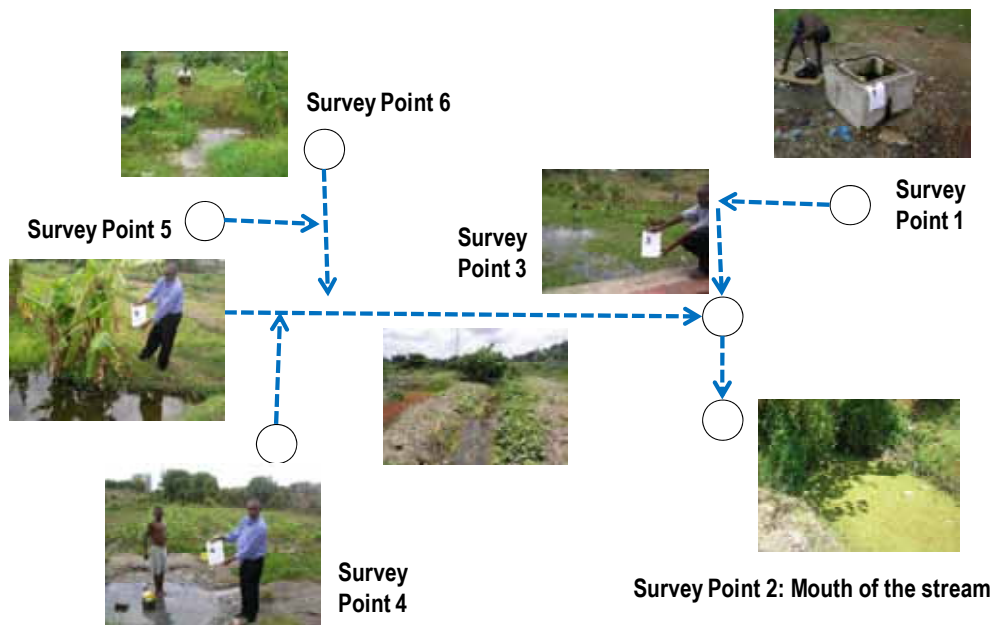 Survey Point 6
Survey
Point 1
Survey Point 5
Survey
Point 3
Survey
Point 4
Survey Point 2: Mouth of the stream